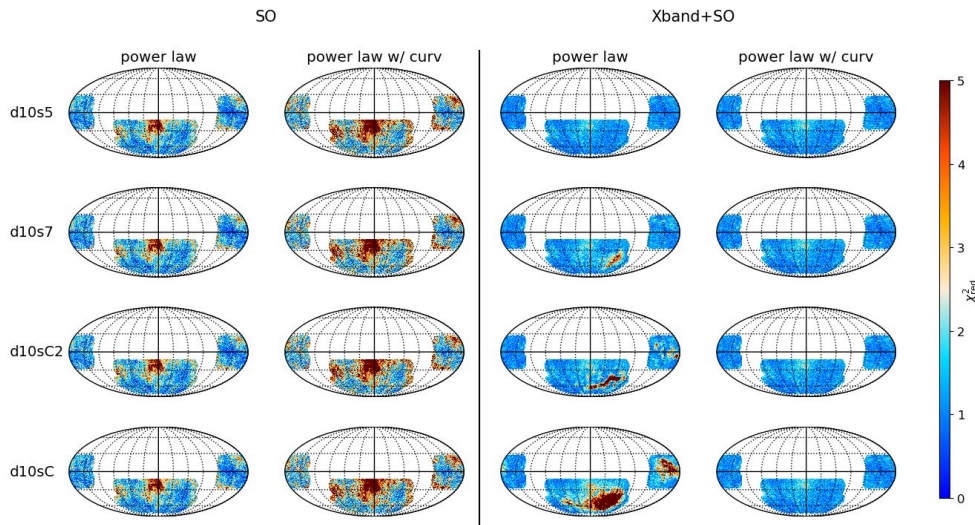 SO
Xband+SO
power law
power law w/ curv
power law
power law w/ curv
d10s5
d10s7
d10sC2
d10sC
5
4
3
2
1
0
χ²red